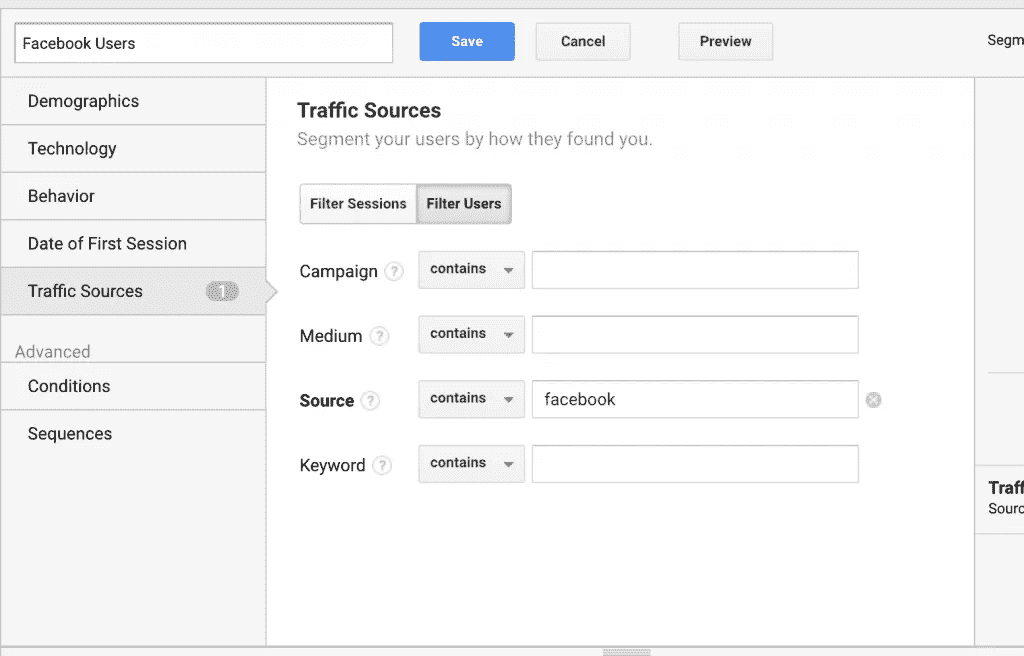 Facebook Users
Save
Cancel
Preview
Segm
Demographics
Technology
Behavior
Date of First Session
Traffic Sources 1
Advanced
Conditions
Sequences
Traffic Sources
Segment your users by how they found you.
Filter Sessions Filter Users
Campaign ? contains
Medium ? contains
Source ? contains facebook
Keyword ? contains
Traff
Sourc